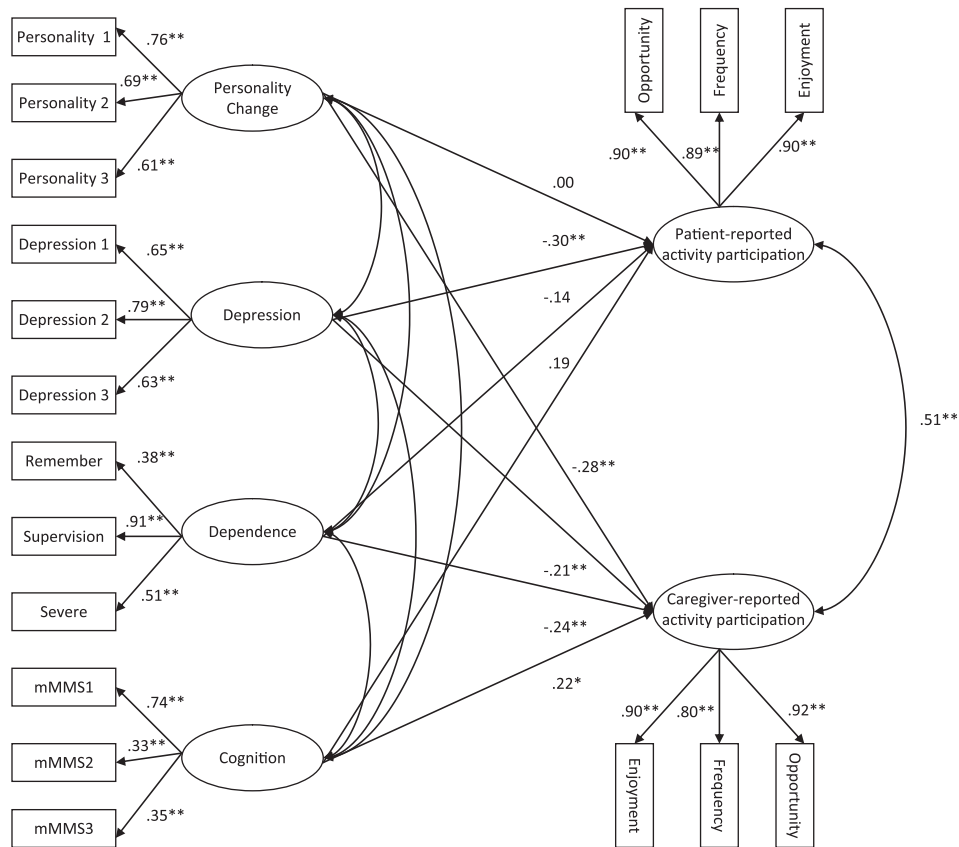 Personality 1
Personality 2
Personality 3
.76**
.69**
.61**
Personality
Change
Depression 1
Depression 2
Depression 3
.65**
.79**
.63**
Depression
Remember
Supervision
Severe
.38**
.91**
.51**
Dependence
mMMS1
mMMS2
mMMS3
.74**
.33**
.35**
Cognition
.00
-.30**
-.14
.19
-.28**
-.21**
-.24**
.22*
Opportunity
Frequency
Enjoyment
.90**
.89**
.90**
Patient-reported
activity participation
.51**
Caregiver-reported
activity participation
.90**
.80**
.92**
Enjoyment
Frequency
Opportunity